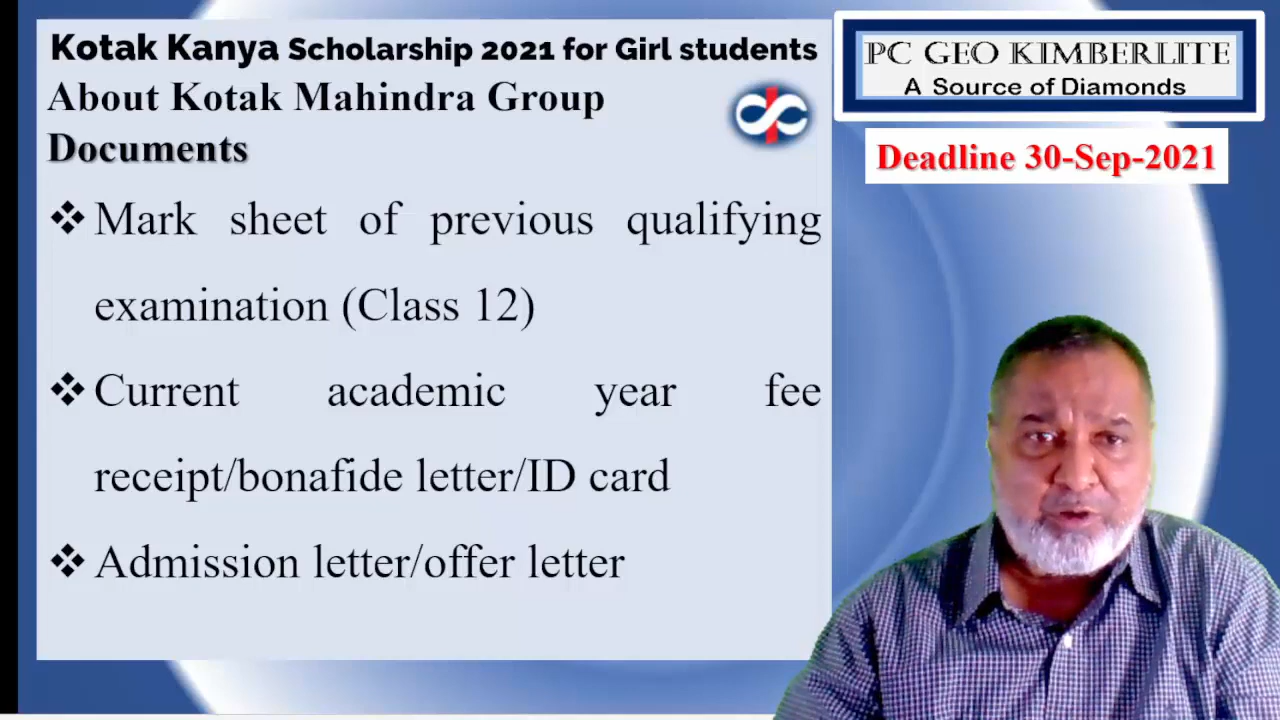 Kotak Kanya Scholarship 2021 for Girl students
About Kotak Mahindra Group
Documents
❖ Mark sheet of previous qualifying
examination (Class 12)
❖ Current academic year fee
receipt/bonafide letter/ID card
❖ Admission letter/offer letter
PC GEO KIMBERLITE
A Source of Diamonds
Deadline 30-Sep-2021